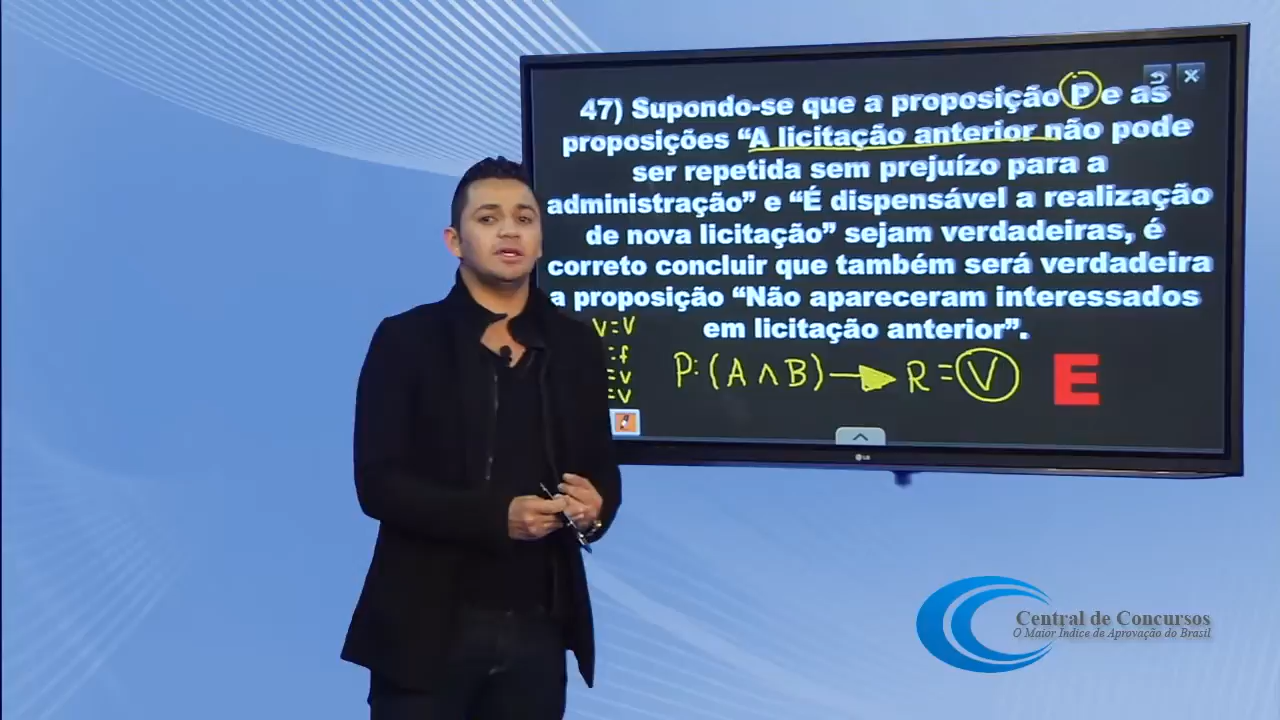 47) Supondo-se que a proposição P e as
proposições “A licitação anterior não pode
ser repetida sem prejuízo para a
administração” e “É dispensável a realização
de nova licitação” sejam verdadeiras, é
correto concluir que também será verdadeira
a proposição “Não apareceram interessados
em licitação anterior”.
V=V
=f
=V
=V
P: (A ∧ B) → R = V
E
LG
Central de Concursos
O Maior Indice de Aprovação do Brasil